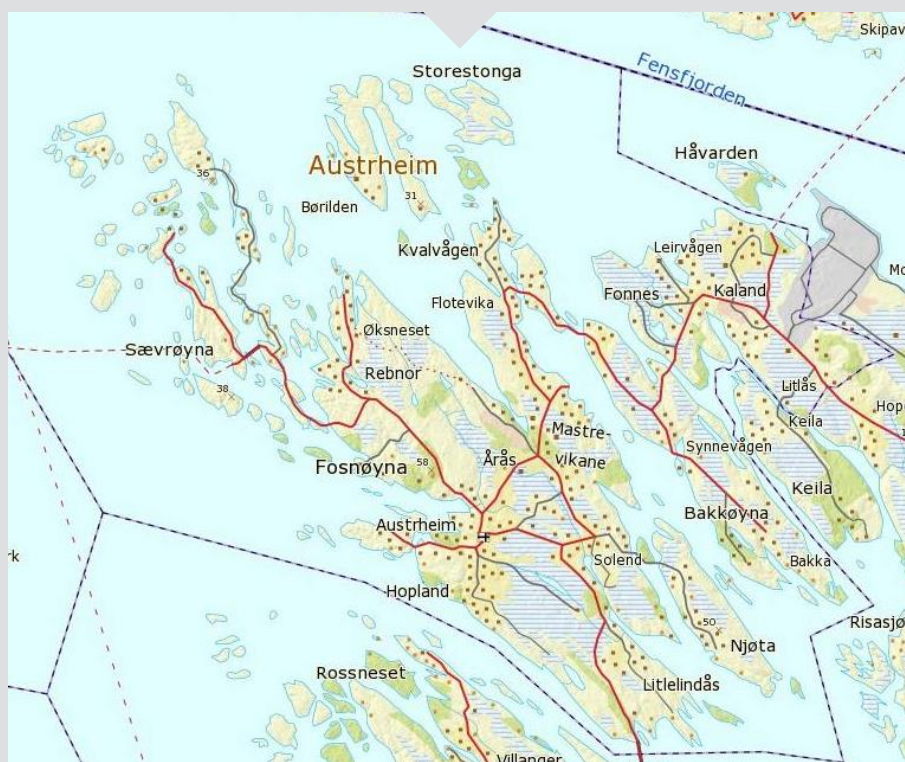 Skipav
Fensfjorden
Storestonga
Håvarden
Austrheim
36
31
Børilden
Kvalvågen
Leirvågen
Flotevika
Fonnes
Kaland
Mo
Øksneset
Sævrøyna
Rebnor
38
Litlås
Hop
Keila
1
Mastre-
vikane
Synnevågen
Årås
58
Fosnøyna
Keila
Bakkøyna
Austrheim
rk
Solend
Bakka
Hopland
50
Risasjø
Njøta
Rossneset
Litlelindås
Villanger